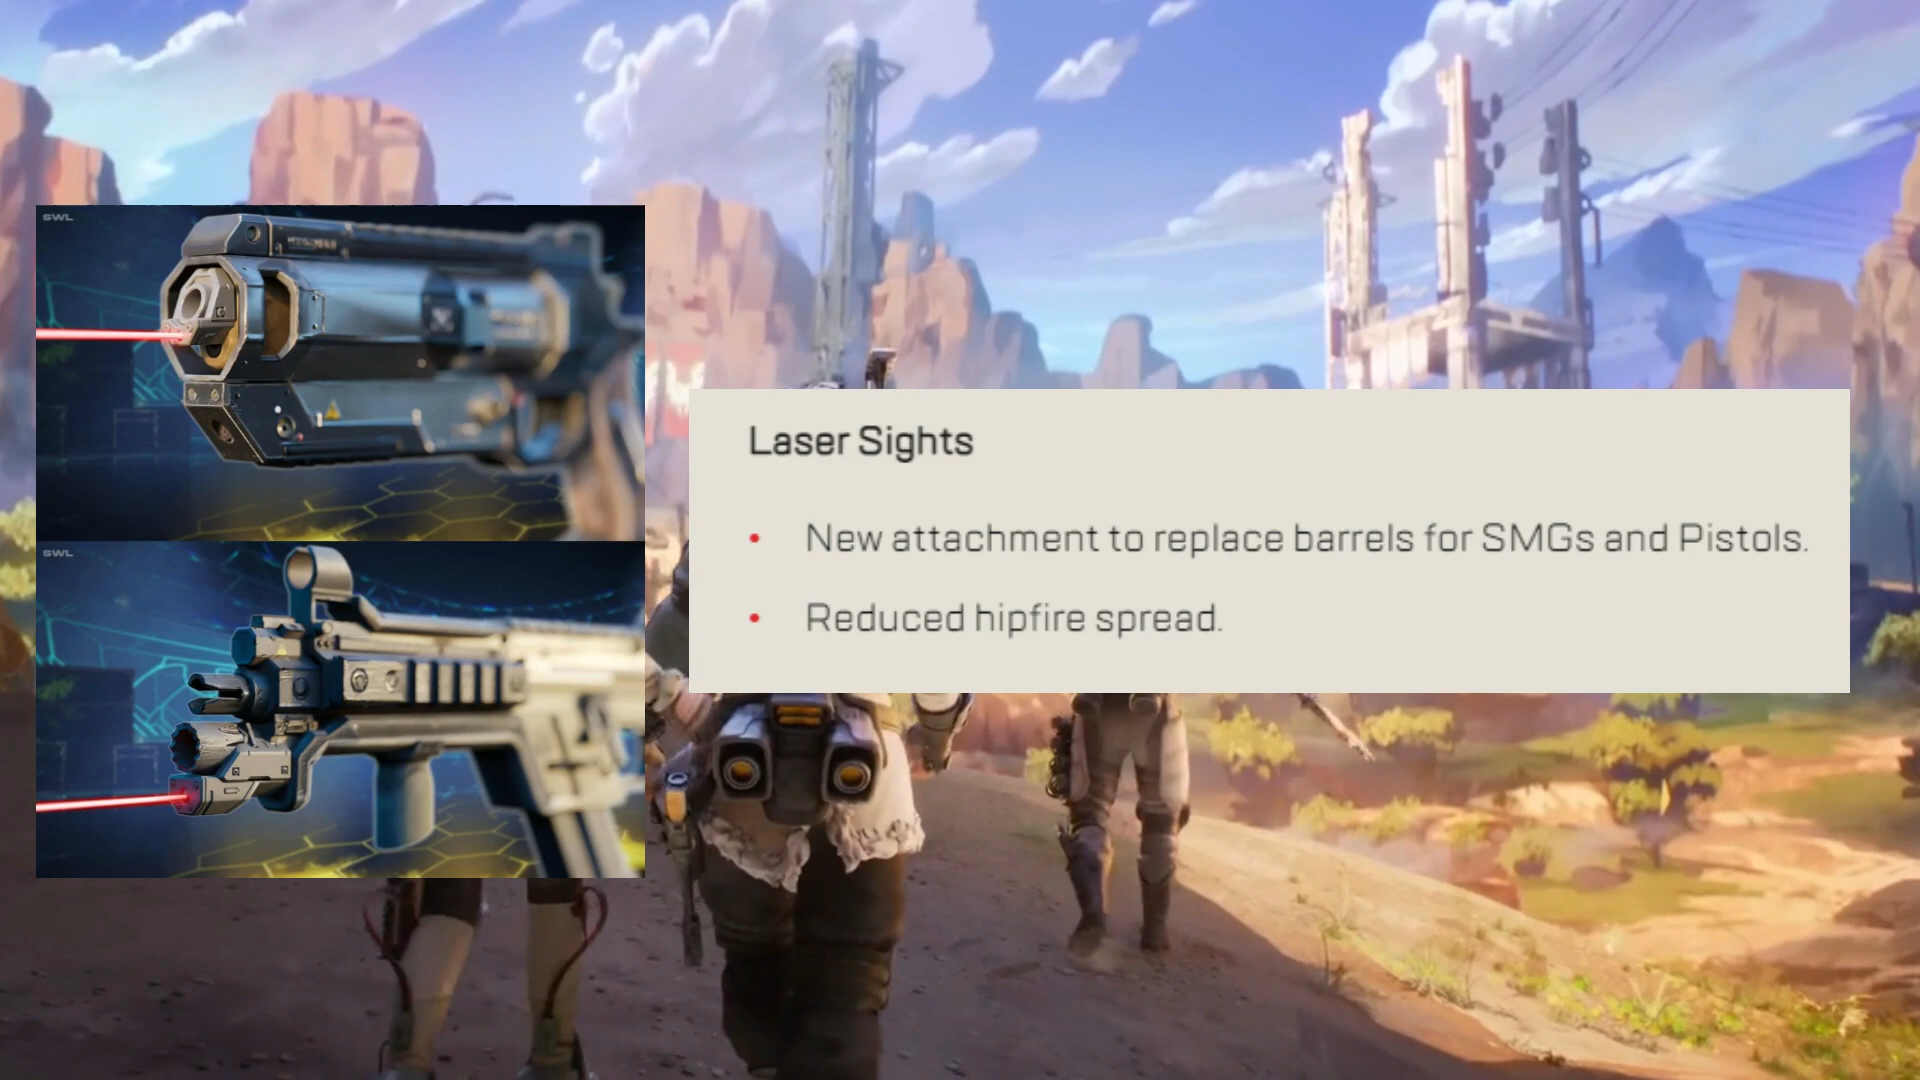 SWL
SWL
Laser Sights
• New attachment to replace barrels for SMGs and Pistols.
• Reduced hipfire spread.